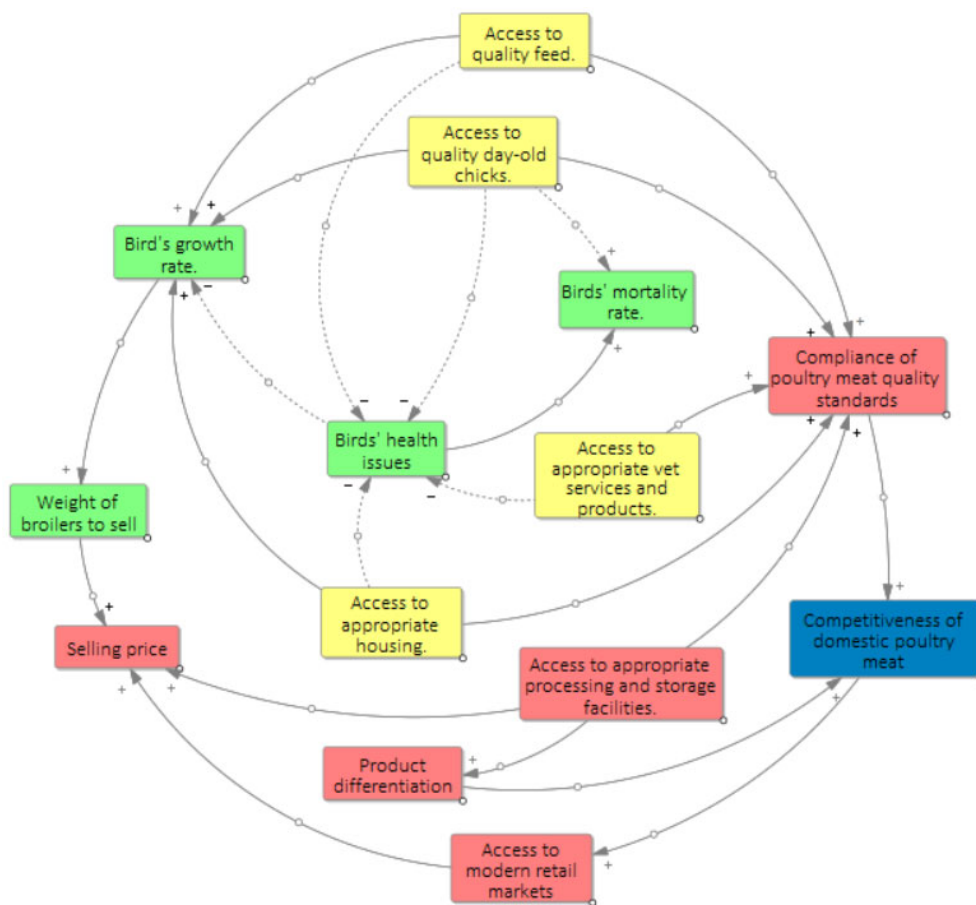 Access to
quality feed.
Access to
quality day-old
chicks.
+
+
Bird's growth
rate.
+
−
+
Birds' mortality
rate.
+
+
+
Compliance of
poultry meat quality
standards
+
−
−
Birds' health
issues
+
+
Access to
appropriate vet
services and
products.
+
Weight of
broilers to sell
−
−
+
Access to
appropriate
housing.
+
Competitiveness of
domestic poultry
meat
Selling price
+
+
Access to appropriate
processing and storage
facilities.
+
Product
differentiation
+
Access to
modern retail
markets
+